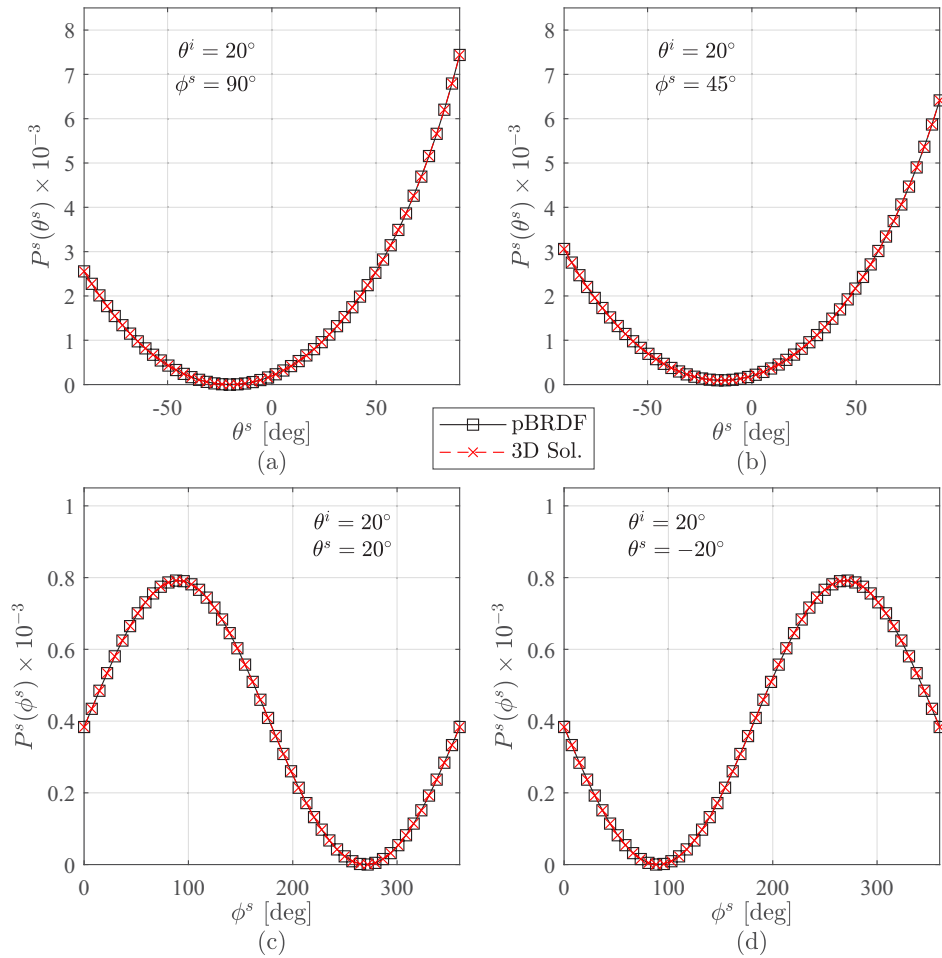 8
7
6
5
4
3
2
1
0
P^s(θ^s) × 10^−3
θ^i = 20°
ϕ^s = 90°
-50 0 50
θ^s [deg]
(a)
8
7
6
5
4
3
2
1
0
P^s(θ^s) × 10^−3
θ^i = 20°
ϕ^s = 45°
-50 0 50
θ^s [deg]
(b)
pBRDF
3D Sol.
1
0.8
0.6
0.4
0.2
0
P^s(ϕ^s) × 10^−3
θ^i = 20°
θ^s = 20°
0 100 200 300
ϕ^s [deg]
(c)
1
0.8
0.6
0.4
0.2
0
P^s(ϕ^s) × 10^−3
θ^i = 20°
θ^s = −20°
0 100 200 300
ϕ^s [deg]
(d)